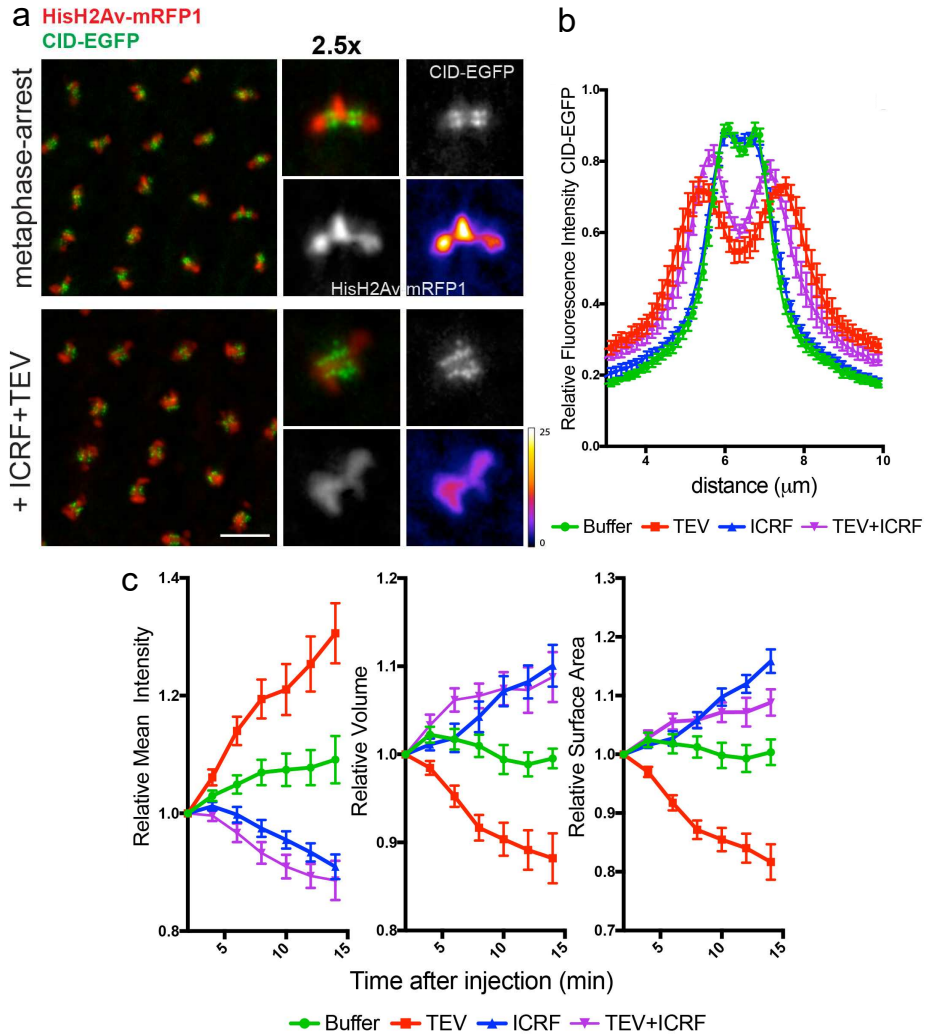 a
HisH2Av-mRFP1
CID-EGFP
2.5x
metaphase-arrest
CID-EGFP
HisH2Av-mRFP1
+ ICRF+TEV
25
0
b
Relative Fluorescence Intensity CID-EGFP
1.0
0.8
0.6
0.4
0.2
0.0
4 6 8 10
distance (μm)
Buffer TEV ICRF TEV+ICRF
c
Relative Mean Intensity
1.4
1.2
1.0
0.8
5 10 15
Relative Volume
1.2
1.1
1.0
0.9
0.8
5 10 15
Relative Surface Area
1.3
1.2
1.1
1.0
0.9
0.8
0.7
5 10 15
Time after injection (min)
Buffer TEV ICRF TEV+ICRF